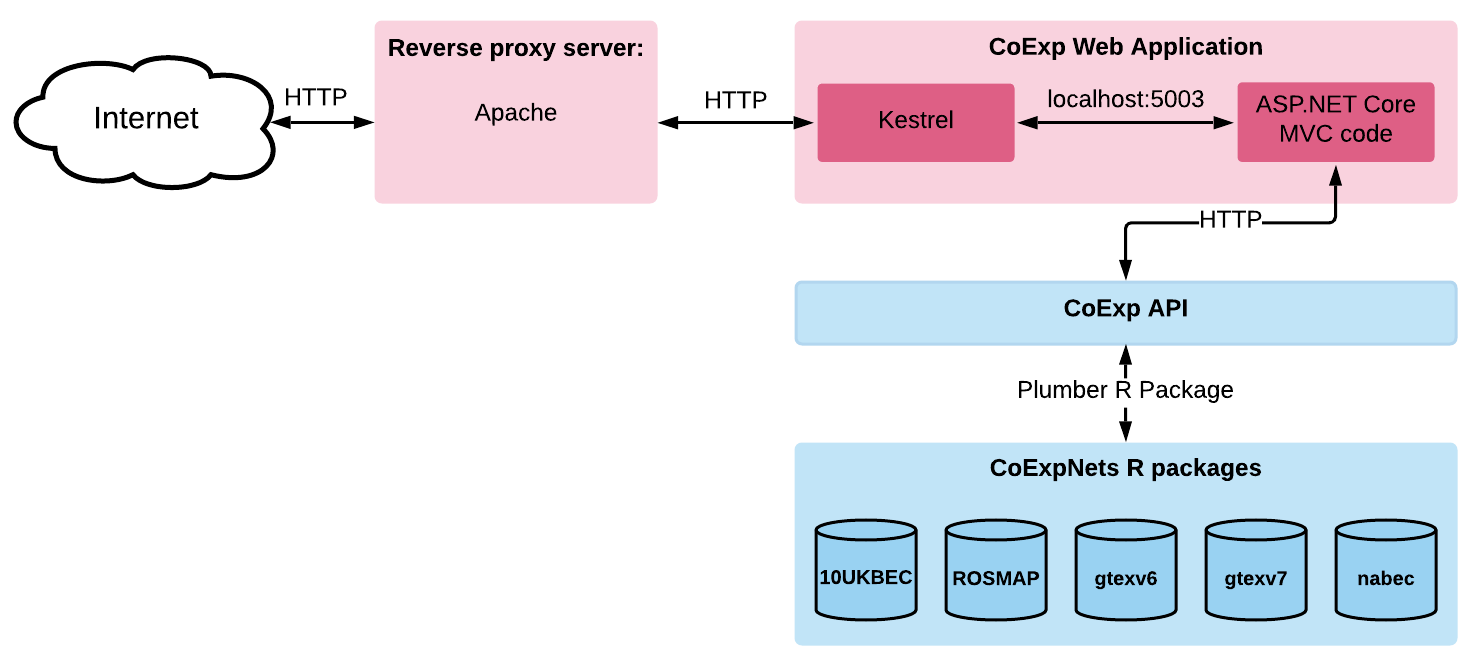 Internet
HTTP
Reverse proxy server:
Apache
HTTP
CoExp Web Application
Kestrel
localhost:5003
ASP.NET Core
MVC code
HTTP
CoExp API
Plumber R Package
CoExpNets R packages
10UKBEC
ROSMAP
gtexv6
gtexv7
nabec